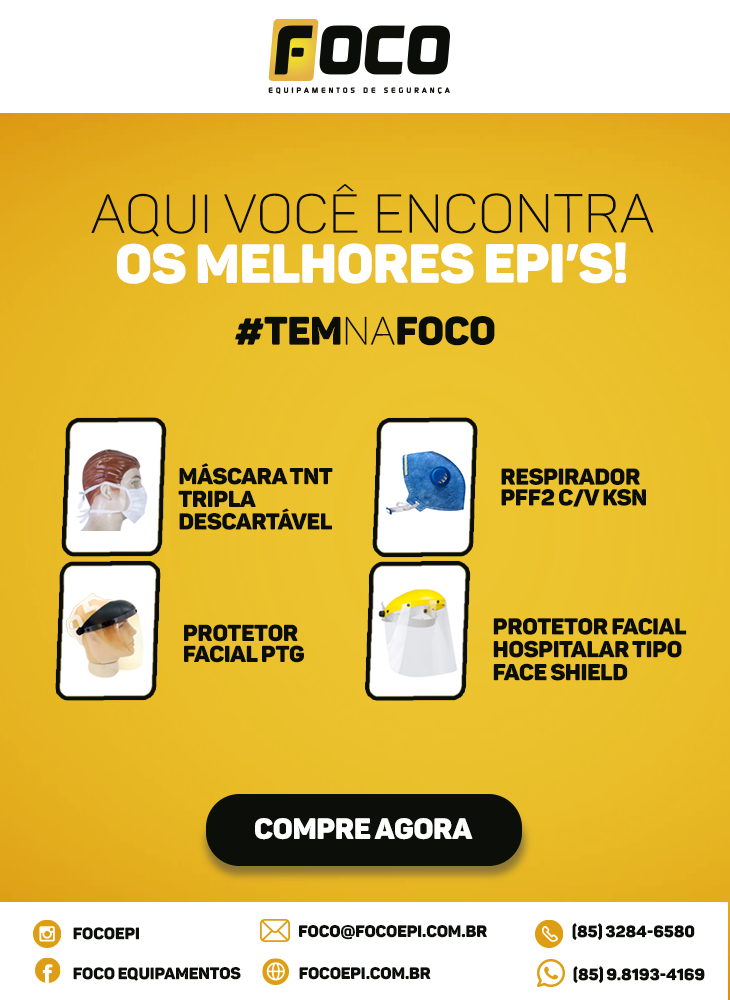 FOCO
EQUIPAMENTOS DE SEGURANÇA
AQUI VOCÊ ENCONTRA
OS MELHORES EPI'S!
#TEMNAFOCO
MÁSCARA TNT
TRIPLA
DESCARTÁVEL
RESPIRADOR
PFF2 C/V KSN
PROTETOR
FACIAL PTG
PROTETOR FACIAL
HOSPITALAR TIPO
FACE SHIELD
COMPRE AGORA
FOCOEPI
FOCO@FOCOEPI.COM.BR
(85) 3284-6580
FOCO EQUIPAMENTOS
FOCOEPI.COM.BR
(85) 9.8193-4169